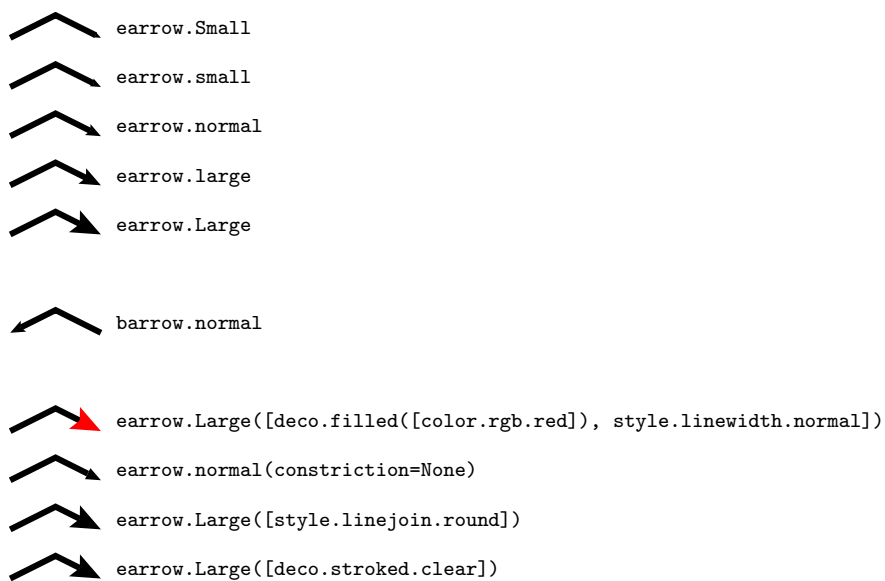 earrow.Small
earrow.small
earrow.normal
earrow.large
earrow.Large
barrow.normal
earrow.Large([deco.filled([color.rgb.red]), style.linewidth.normal])
earrow.normal(constriction=None)
earrow.Large([style.linejoin.round])
earrow.Large([deco.stroked.clear])